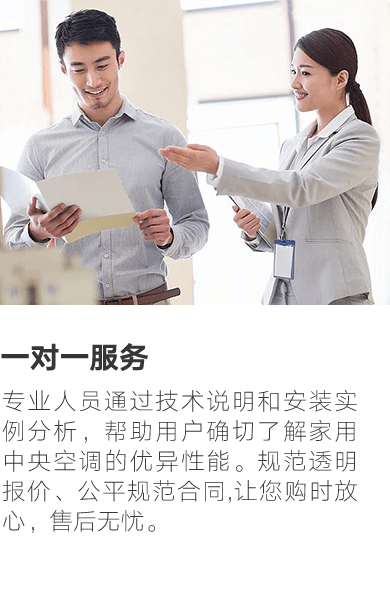 一对一服务
专业人员通过技术说明和安装实
例分析，帮助用户确切了解家用
中央空调的优异性能。规范透明
报价、公平规范合同,让您购时放
心，售后无忧。